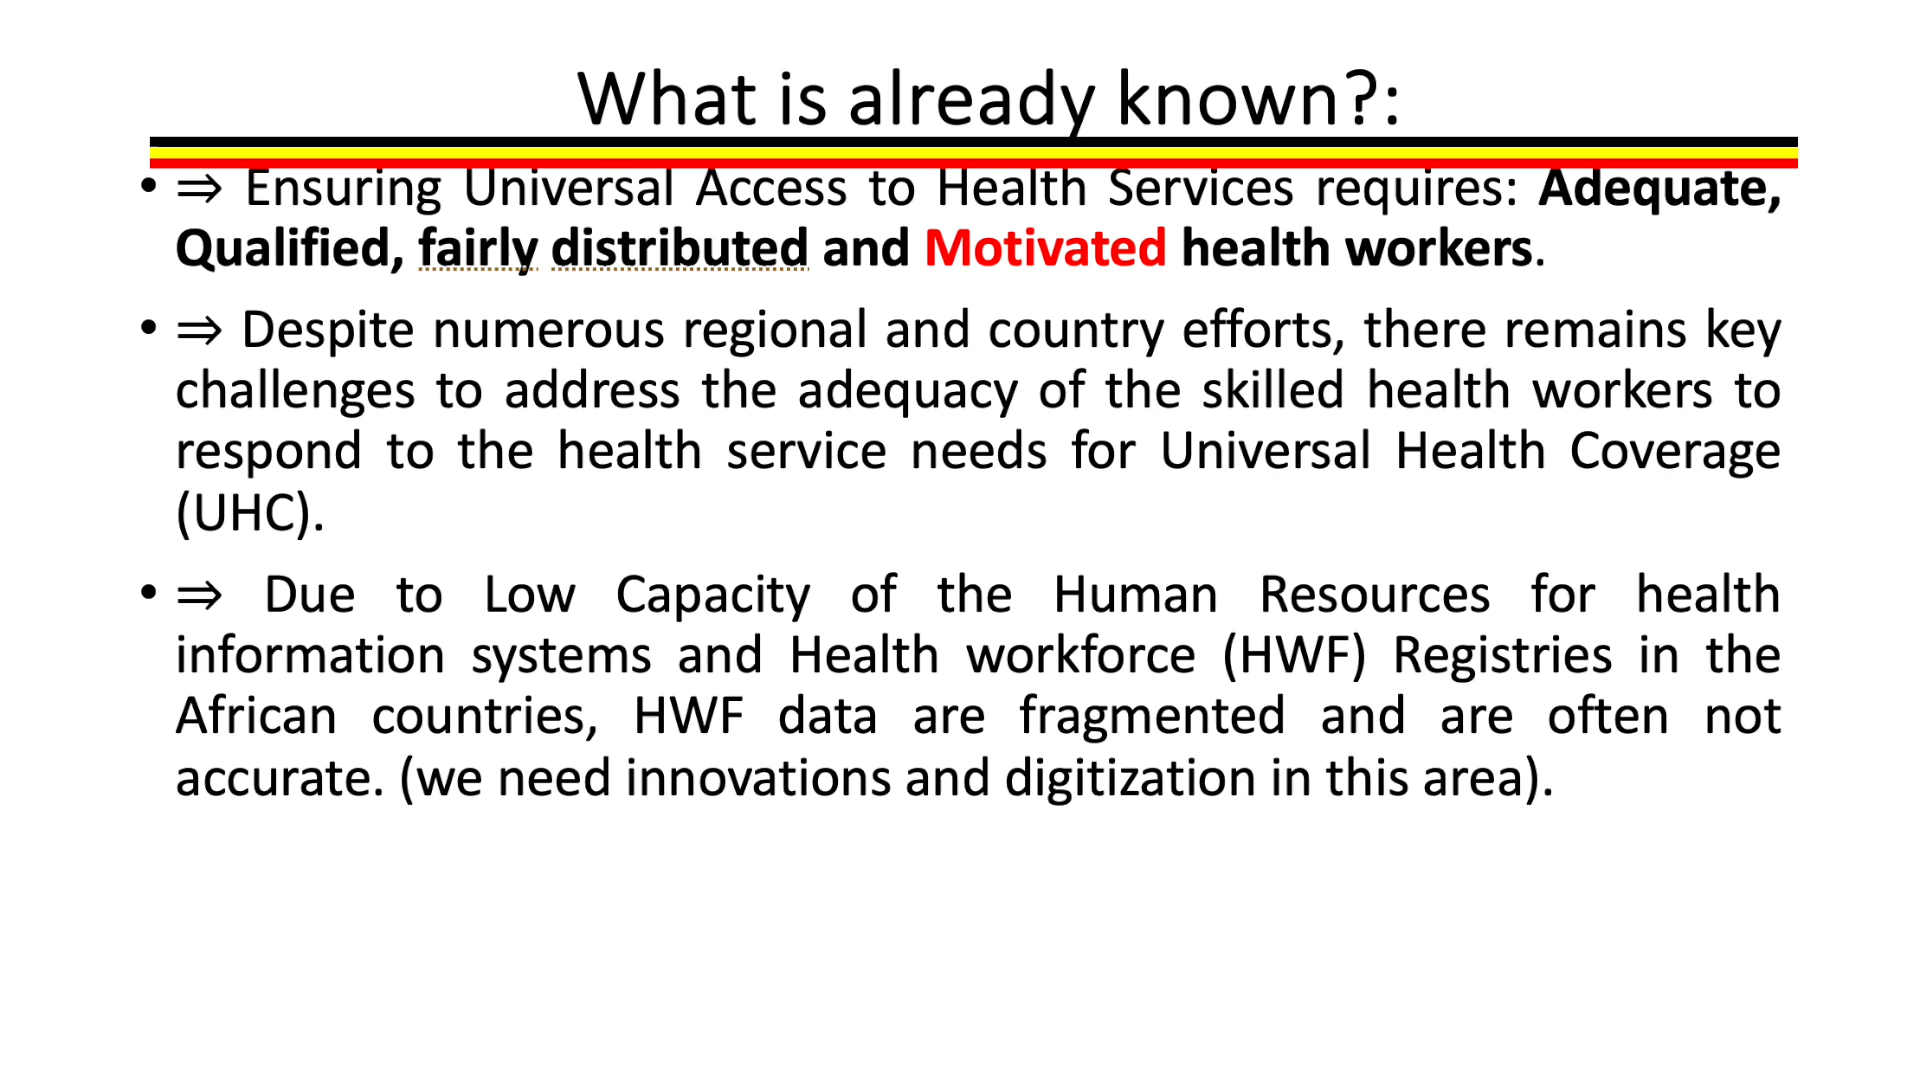 What is already known?:
• ⇒ Ensuring Universal Access to Health Services requires: Adequate,
Qualified, fairly distributed and Motivated health workers.
• ⇒ Despite numerous regional and country efforts, there remains key
challenges to address the adequacy of the skilled health workers to
respond to the health service needs for Universal Health Coverage
(UHC).
• ⇒ Due to Low Capacity of the Human Resources for health
information systems and Health workforce (HWF) Registries in the
African countries, HWF data are fragmented and are often not
accurate. (we need innovations and digitization in this area).